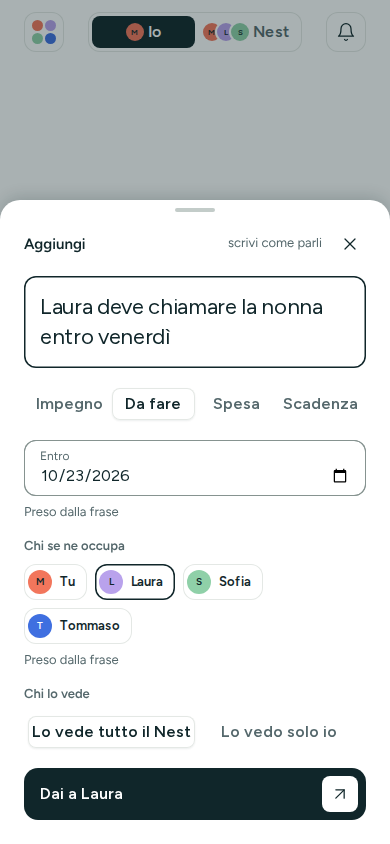 M Io
M L S Nest
Aggiungi
scrivi come parli
Laura deve chiamare la nonna
entro venerdì
Impegno Da fare Spesa Scadenza
Entro
10/23/2026
Preso dalla frase
Chi se ne occupa
M Tu L Laura S Sofia
T Tommaso
Preso dalla frase
Chi lo vede
Lo vede tutto il Nest Lo vedo solo io
Dai a Laura